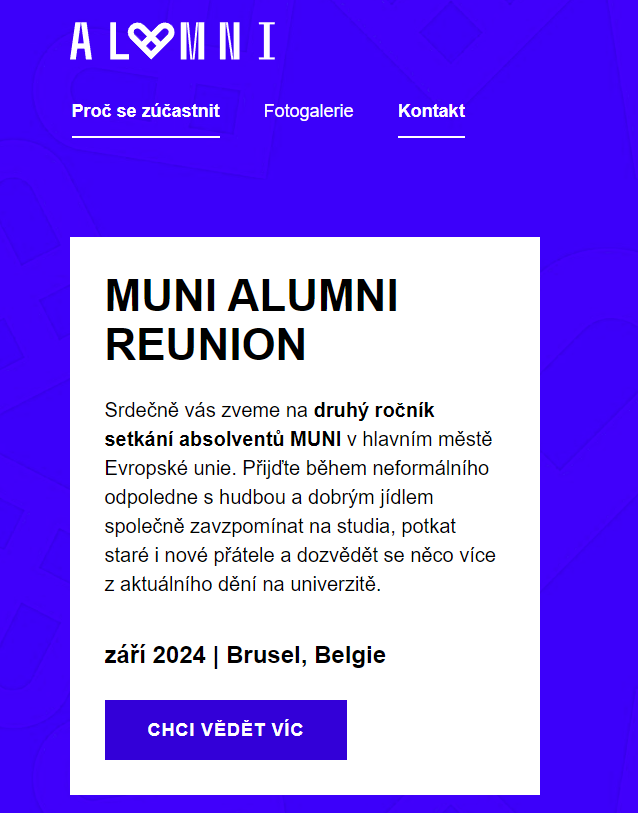 ALUMNI
Proč se zúčastnit Fotogalerie Kontakt
MUNI ALUMNI
REUNION
Srdečně vás zveme na druhý ročník
setkání absolventů MUNI v hlavním městě
Evropské unie. Přijďte během neformálního
odpoledne s hudbou a dobrým jídlem
společně zavzpomínat na studia, potkat
staré i nové přátele a dozvědět se něco více
z aktuálního dění na univerzitě.
září 2024 | Brusel, Belgie
CHCI VĚDĚT VÍC